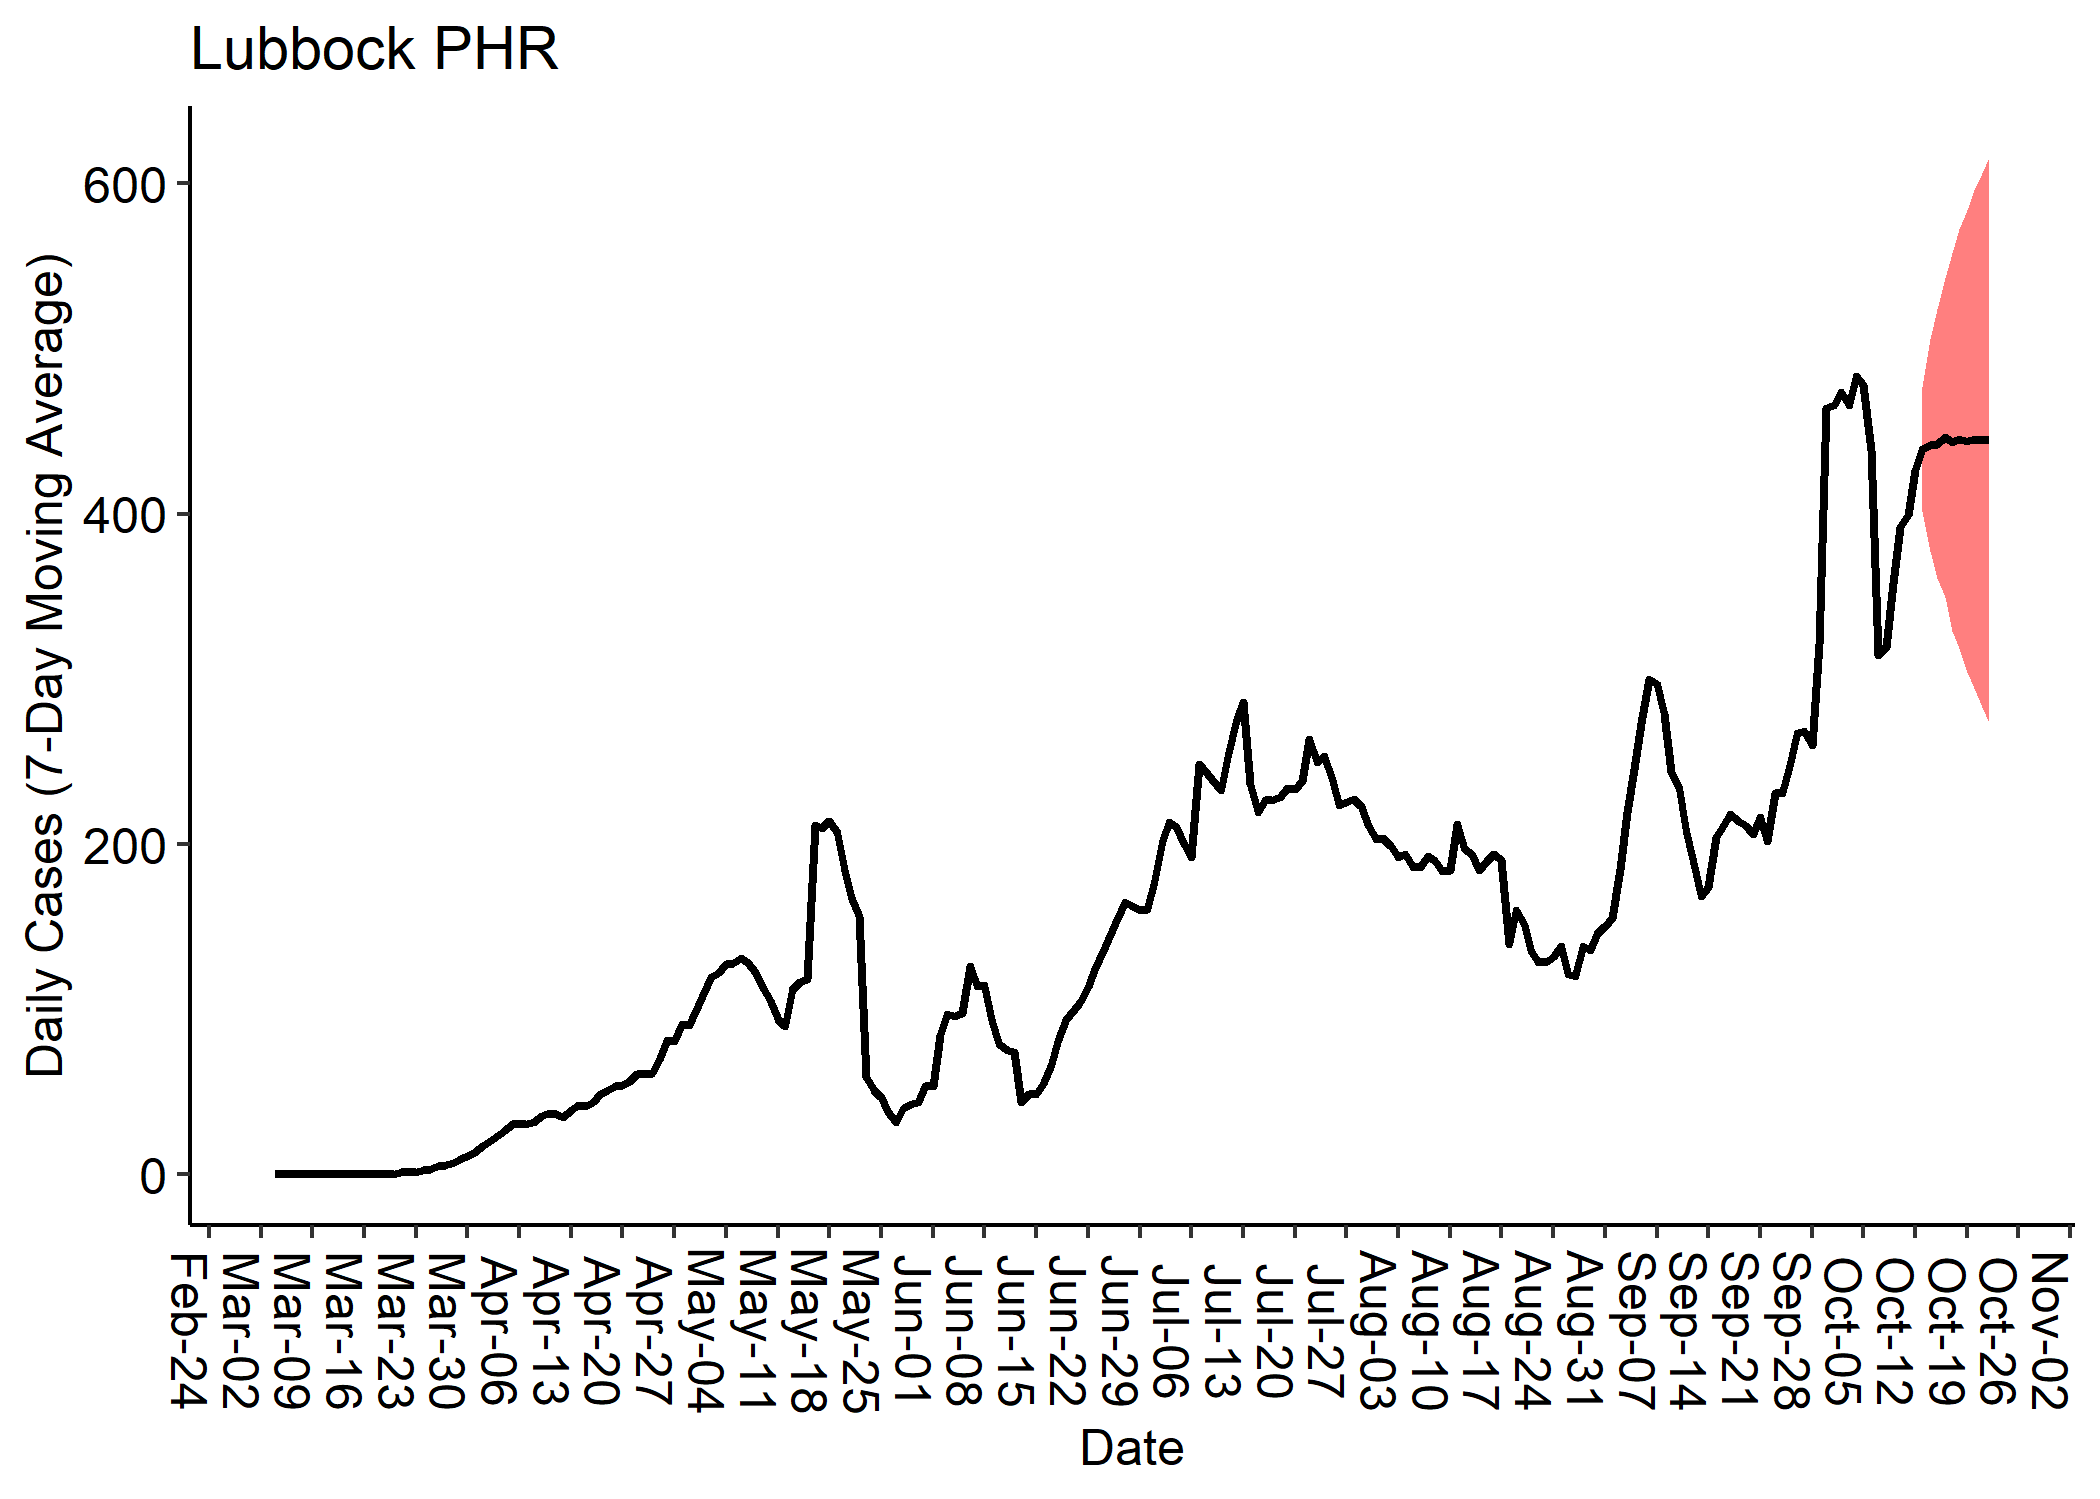 Lubbock PHR
Daily Cases (7-Day Moving Average)
600
400
200
0
Feb-24
Mar-02
Mar-09
Mar-16
Mar-23
Mar-30
Apr-06
Apr-13
Apr-20
Apr-27
May-04
May-11
May-18
May-25
Jun-01
Jun-08
Jun-15
Jun-22
Jun-29
Jul-06
Jul-13
Jul-20
Jul-27
Aug-03
Aug-10
Aug-17
Aug-24
Aug-31
Sep-07
Sep-14
Sep-21
Sep-28
Oct-05
Oct-12
Oct-19
Oct-26
Nov-02
Date